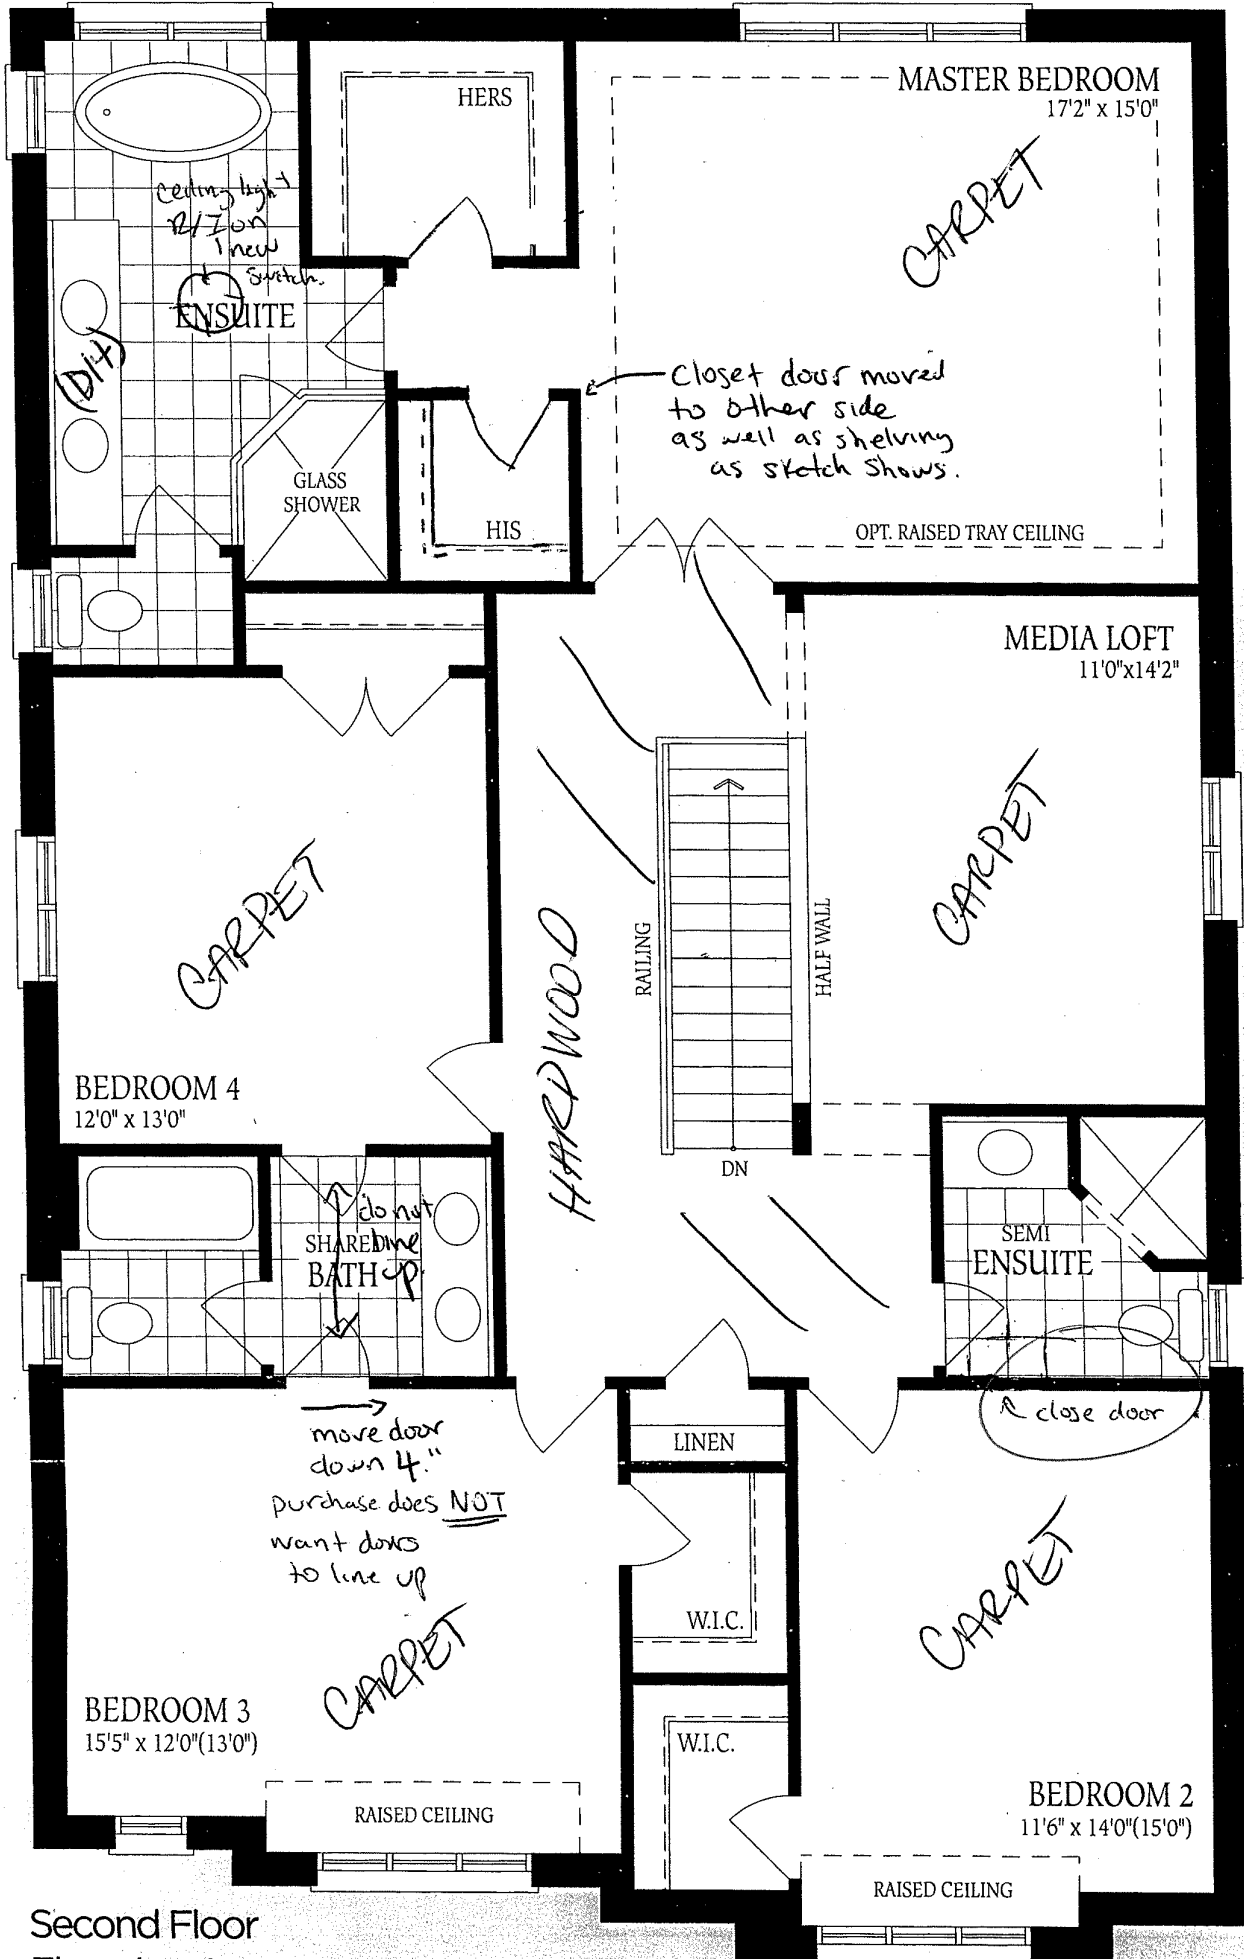 HERS
MASTER BEDROOM
17'2" x 15'0"
CARPET
ceiling light
R/I on
1 new
switch.
ENSUITE
(D14)
Closet door moved
to other side
as well as shelving
as sketch shows.
GLASS
SHOWER
HIS
OPT. RAISED TRAY CEILING
MEDIA LOFT
11'0"x14'2"
CARPET
CARPET
RAILING
HALF WALL
HARDWOOD
BEDROOM 4
12'0" x 13'0"
DN
do not
line
up.
SHARED
BATH
SEMI
ENSUITE
close door
move door
down 4."
purchase does NOT
want doors
to line up
LINEN
CARPET
CARPET
W.I.C.
BEDROOM 3
15'5" x 12'0"(13'0")
W.I.C.
BEDROOM 2
11'6" x 14'0"(15'0")
RAISED CEILING
RAISED CEILING
Second Floor